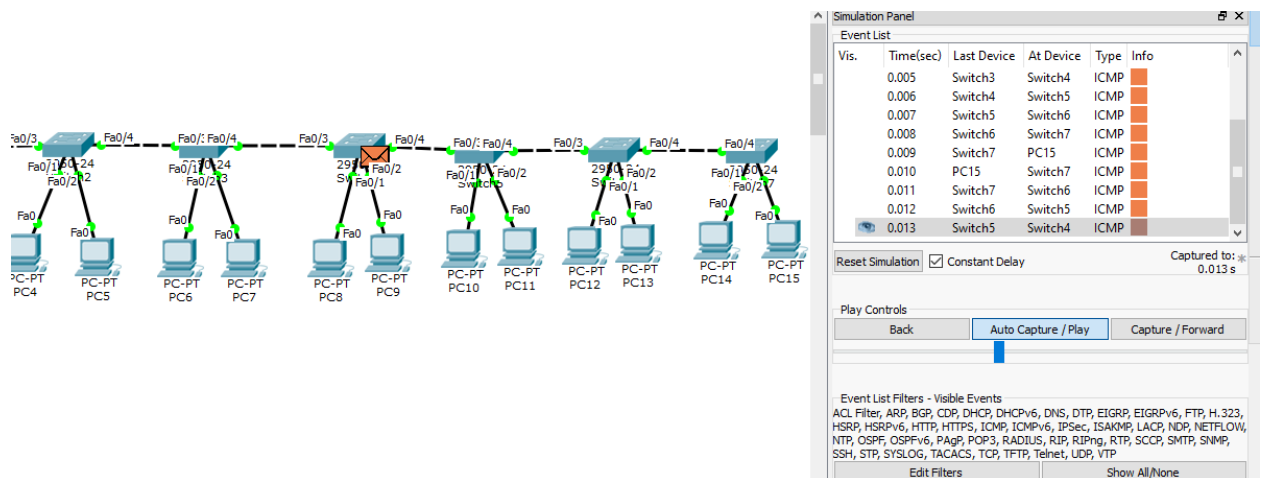 Simulation Panel
Event List
Vis. Time(sec) Last Device At Device Type Info
0.005 Switch3 Switch4 ICMP
0.006 Switch4 Switch5 ICMP
0.007 Switch5 Switch6 ICMP
0.008 Switch6 Switch7 ICMP
0.009 Switch7 PC15 ICMP
0.010 PC15 Switch7 ICMP
0.011 Switch7 Switch6 ICMP
0.012 Switch6 Switch5 ICMP
0.013 Switch5 Switch4 ICMP
Reset Simulation Constant Delay Captured to: *
0.013 s
Play Controls
Back Auto Capture / Play Capture / Forward
Event List Filters - Visible Events
ACL Filter, ARP, BGP, CDP, DHCP, DHCPv6, DNS, DTP, EIGRP, EIGRPv6, FTP, H.323,
HSRP, HSRPv6, HTTP, HTTPS, ICMP, ICMPv6, IPSec, ISAKMP, LACP, NDP, NETFLOW,
NTP, OSPF, OSPFv6, PAgP, POP3, RADIUS, RIP, RIPng, RTP, SCCP, SMTP, SNMP,
SSH, STP, SYSLOG, TACACS, TCP, TFTP, Telnet, UDP, VTP
Edit Filters Show All/None
Fa0/3 Fa0/4 Fa0/4 Fa0/3 Fa0/4 Fa0/4 Fa0/3 Fa0/4 Fa0/4
Fa0/2 Fa0/2 Fa0/1 Fa0/2 Fa0/1 Fa0/2 Fa0/1 Fa0/2 Fa0/1 Fa0/2
Fa0 Fa0 Fa0 Fa0 Fa0 Fa0 Fa0 Fa0 Fa0 Fa0 Fa0 Fa0
PC-PT PC-PT PC-PT PC-PT PC-PT PC-PT PC-PT PC-PT PC-PT PC-PT PC-PT PC-PT
PC4 PC5 PC6 PC7 PC8 PC9 PC10 PC11 PC12 PC13 PC14 PC15